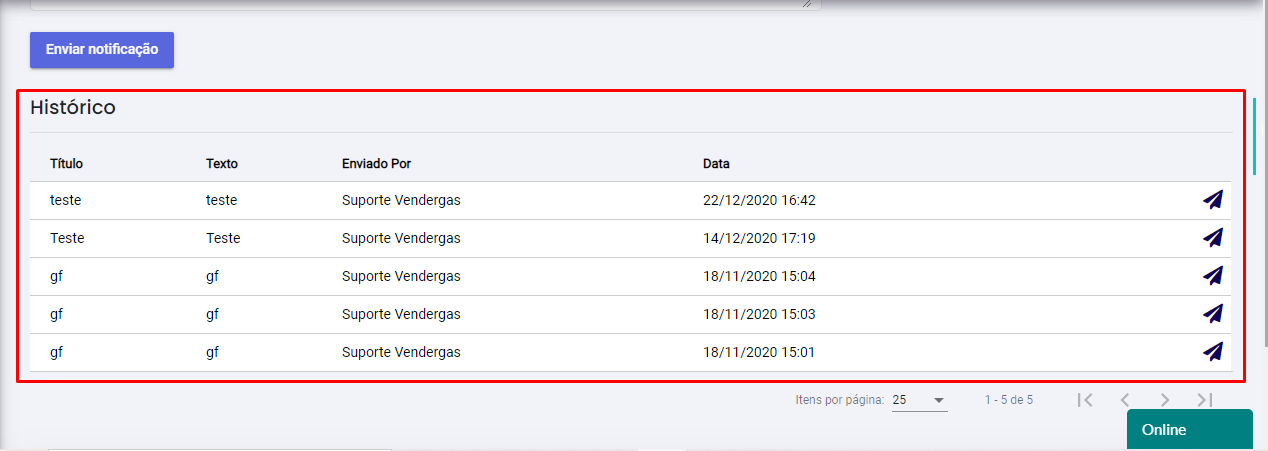 Enviar notificação
Histórico
Título Texto Enviado Por Data
teste teste Suporte Vendergas 22/12/2020 16:42
Teste Teste Suporte Vendergas 14/12/2020 17:19
gf gf Suporte Vendergas 18/11/2020 15:04
gf gf Suporte Vendergas 18/11/2020 15:03
gf gf Suporte Vendergas 18/11/2020 15:01
Itens por página: 25 1 - 5 de 5
Online